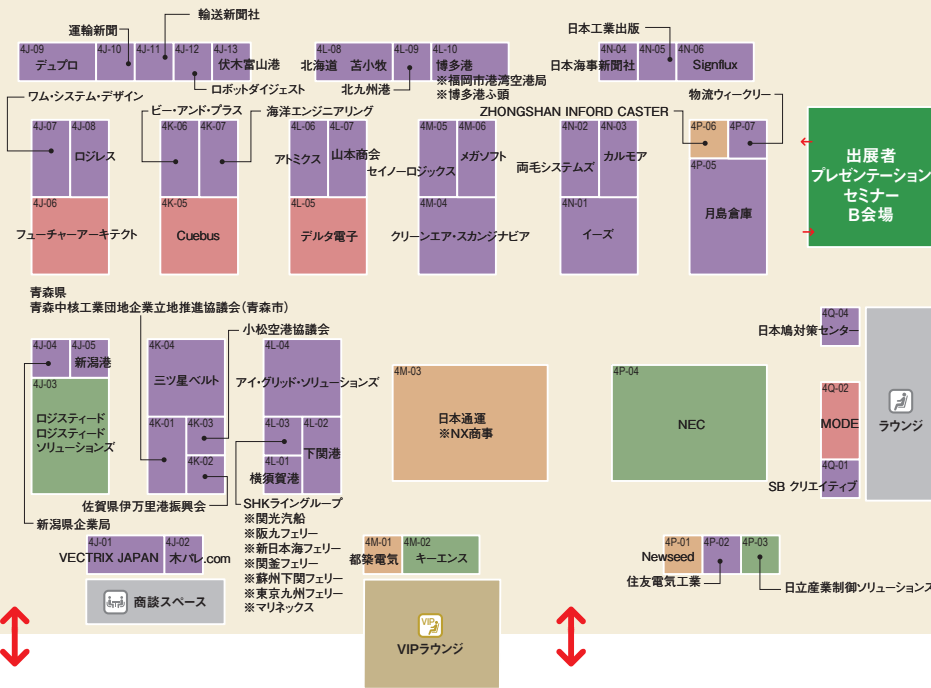 輸送新聞社
運輸新聞
日本工業出版
4J-09
4J-10
4J-11
4J-12
4J-13
デュプロ
伏木富山港
ロボットダイジェスト
4L-08
4L-09
4L-10
北海道 苫小牧
博多港
※福岡市港湾空港局
※博多港ふ頭
北九州港
4N-04
4N-05
4N-06
日本海事新聞社
Signflux
ワム・システム・デザイン
ビー・アンド・プラス
海洋エンジニアリング
ZHONGSHAN INFORD CASTER
物流ウィークリー
4J-07
4J-08
ロジレス
4J-06
フューチャーアーキテクト
4K-06
4K-07
4K-05
Cuebus
4L-06
4L-07
アトミクス
山本商会
4L-05
デルタ電子
4M-05
4M-06
セイノーロジックス
メガソフト
4M-04
クリーンエア・スカンジナビア
4N-02
4N-03
両毛システムズ
カルモア
4N-01
イーズ
4P-06
4P-07
4P-05
月島倉庫
出展者
プレゼンテーション
セミナー
B会場
青森県
青森中核工業団地企業立地推進協議会(青森市)
小松空港協議会
4J-04
4J-05
新潟港
4J-03
ロジスティード
ロジスティード
ソリューションズ
4K-04
三ツ星ベルト
4K-01
4K-03
4K-02
佐賀県伊万里港振興会
新潟県企業局
4L-04
アイ・グリッド・ソリューションズ
4L-03
4L-02
下関港
4L-01
横須賀港
SHKライングループ
※関光汽船
※阪九フェリー
※新日本海フェリー
※関釜フェリー
※蘇州下関フェリー
※東京九州フェリー
※マリネックス
4M-03
日本通運
※NX商事
4P-04
NEC
4Q-04
日本鳩対策センター
4Q-02
MODE
4Q-01
SB クリエイティブ
ラウンジ
4J-01
4J-02
VECTRIX JAPAN
木パレ.com
商談スペース
4M-01
4M-02
都築電気
キーエンス
VIP
VIPラウンジ
4P-01
4P-02
4P-03
Newseed
住友電気工業
日立産業制御ソリューションズ